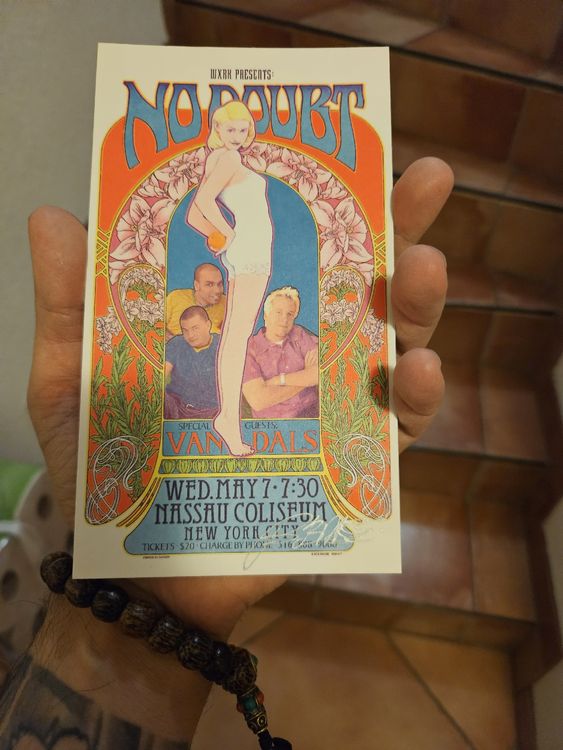 WXRK PRESENTS:
NO DOUBT
SPECIAL GUESTS:
VANDALS
WED. MAY 7 · 7:30
NASSAU COLISEUM
NEW YORK CITY
TICKETS · $20 · CHARGE BY PHONE 516 · 888 · 9000